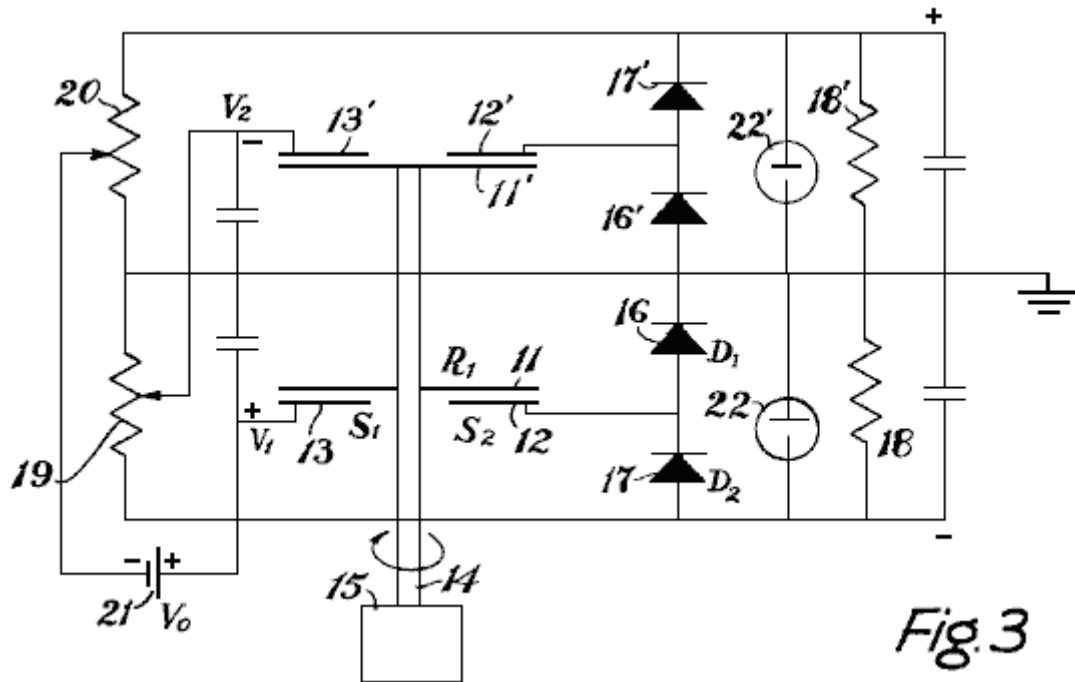 +
20
V₂
-
13'
12'
11'
17'
16'
22'
18'
16
D₁
R₁
11
+
V₁
13
S₁
S₂
12
17
D₂
22
18
19
-
- +
21
V₀
15
14
Fig. 3